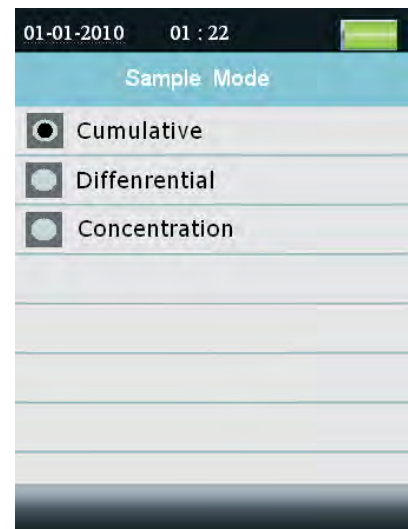 01-01-2010 01 : 22
Sample Mode
Cumulative
Diffenrential
Concentration